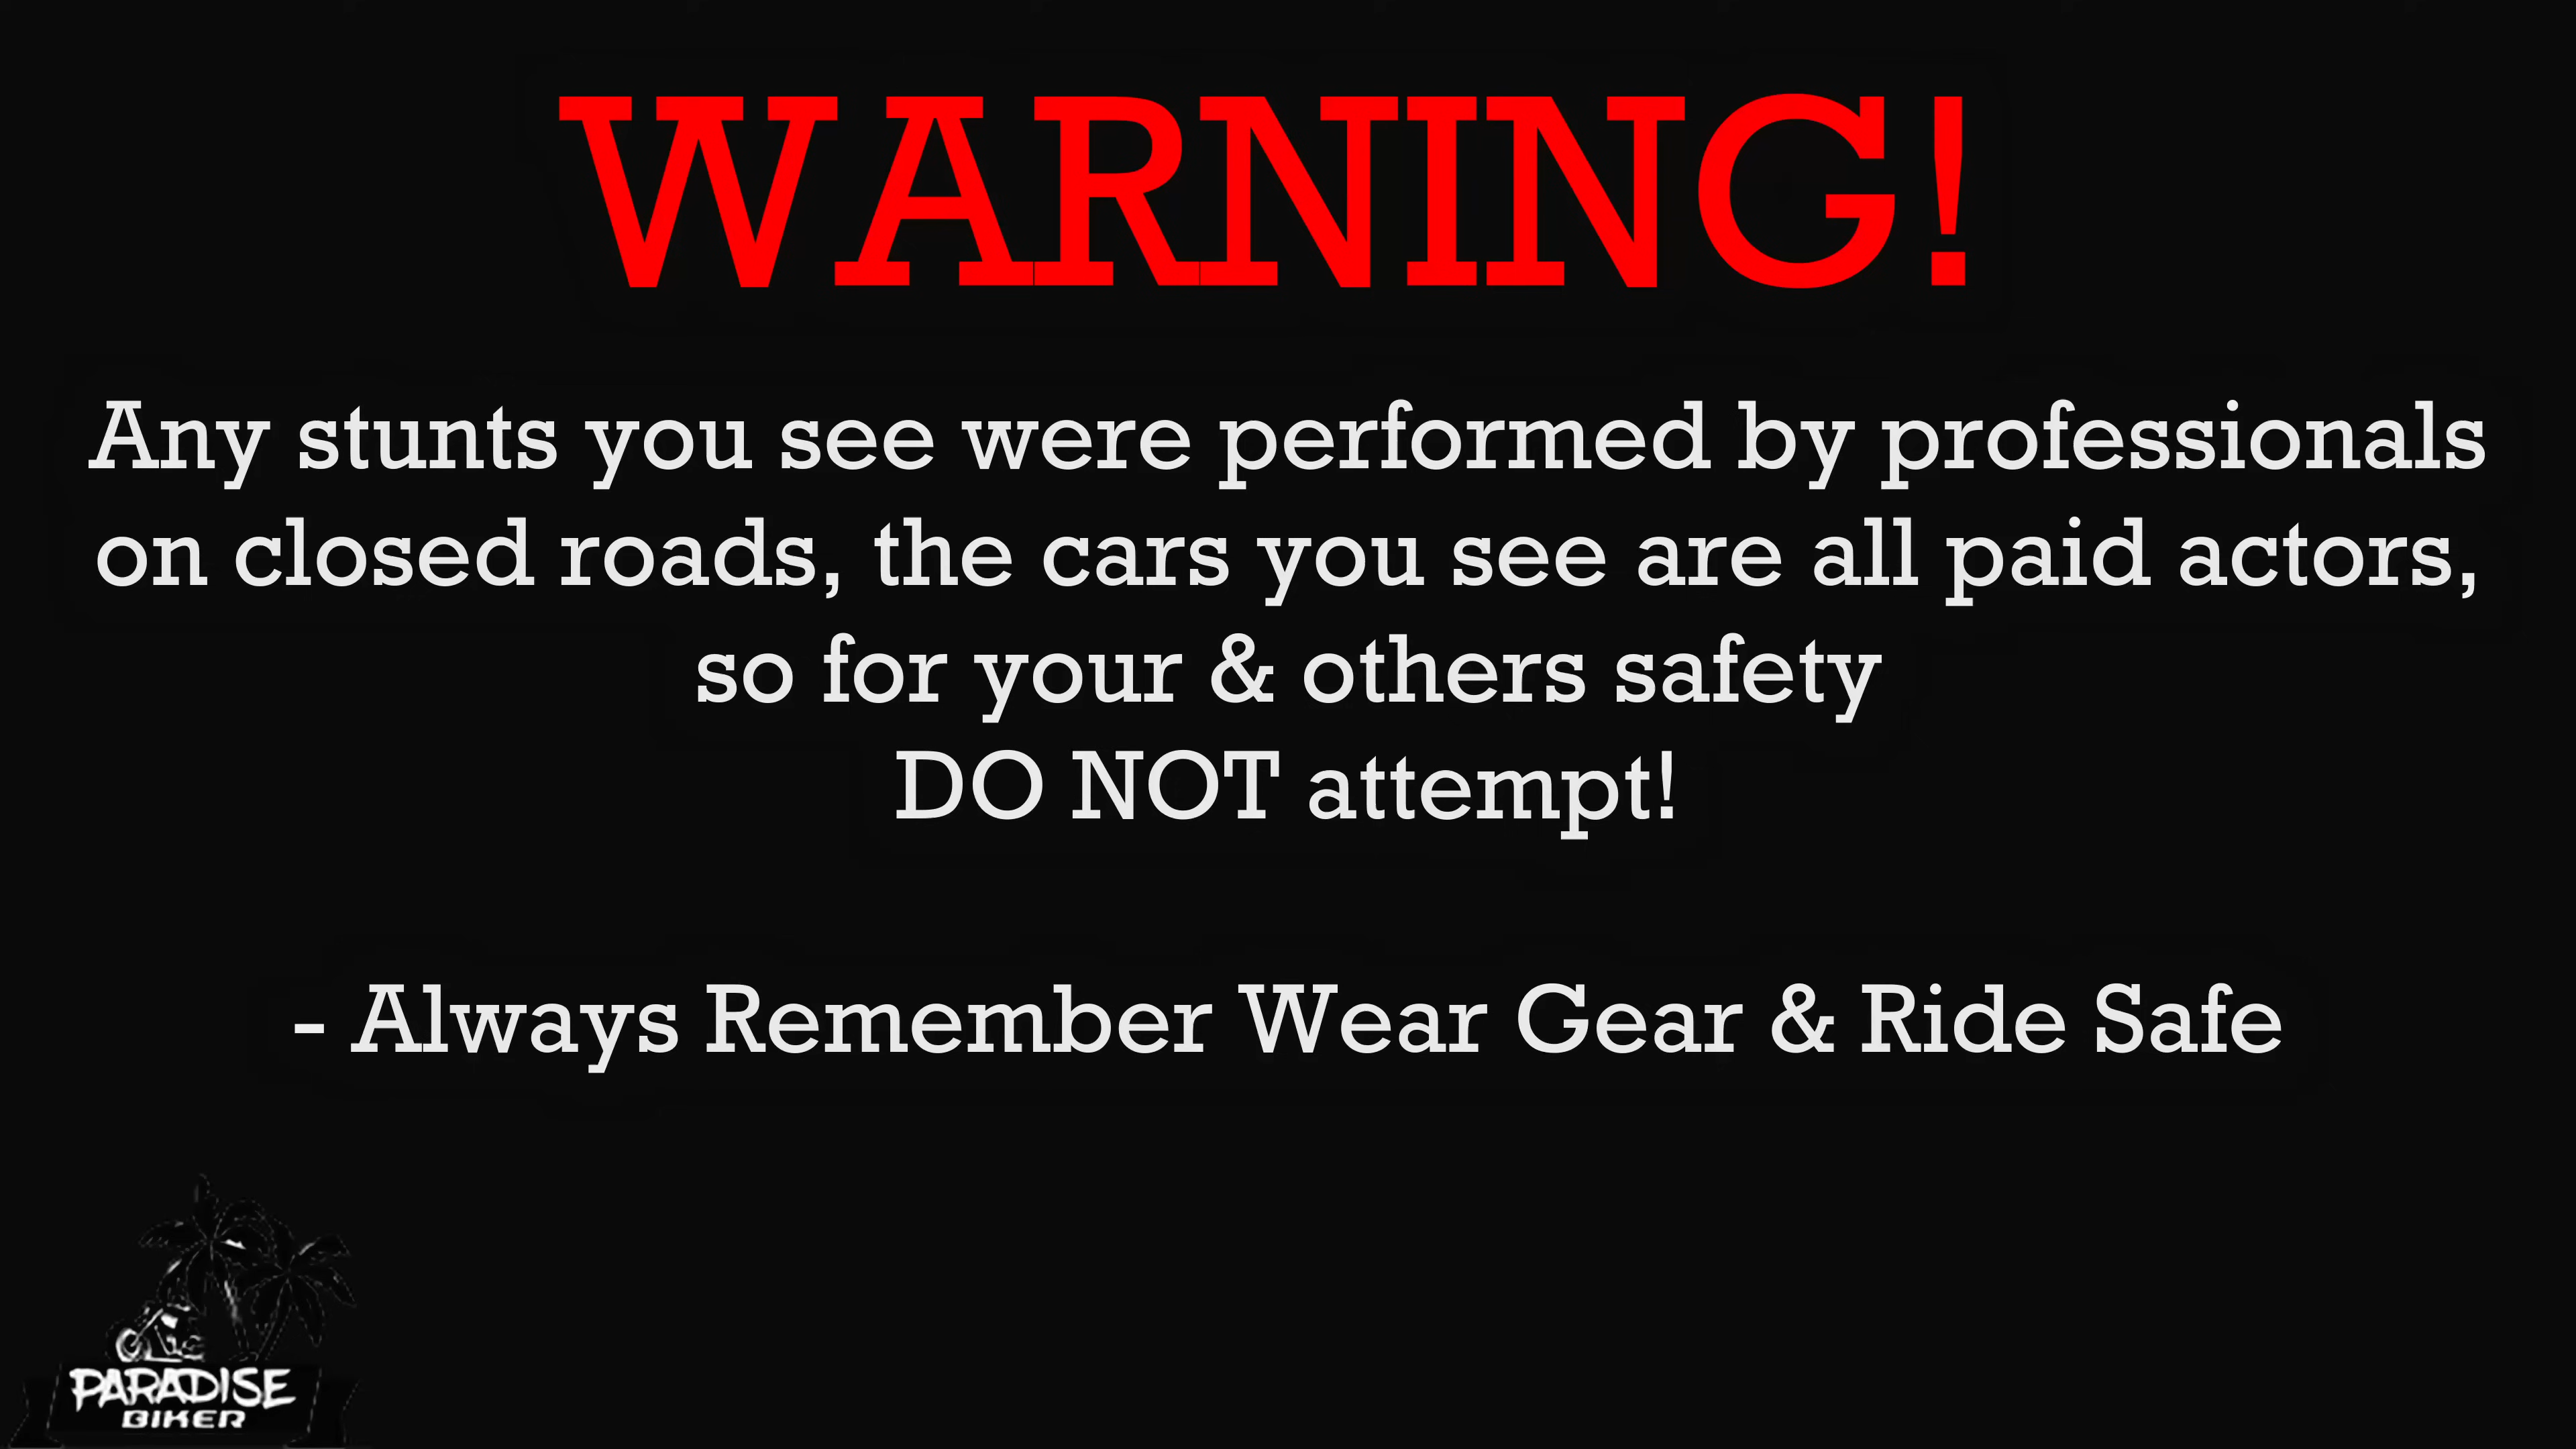 WARNING!
Any stunts you see were performed by professionals
on closed roads, the cars you see are all paid actors,
so for your & others safety
DO NOT attempt!
- Always Remember Wear Gear & Ride Safe
PARADISE
BIKER